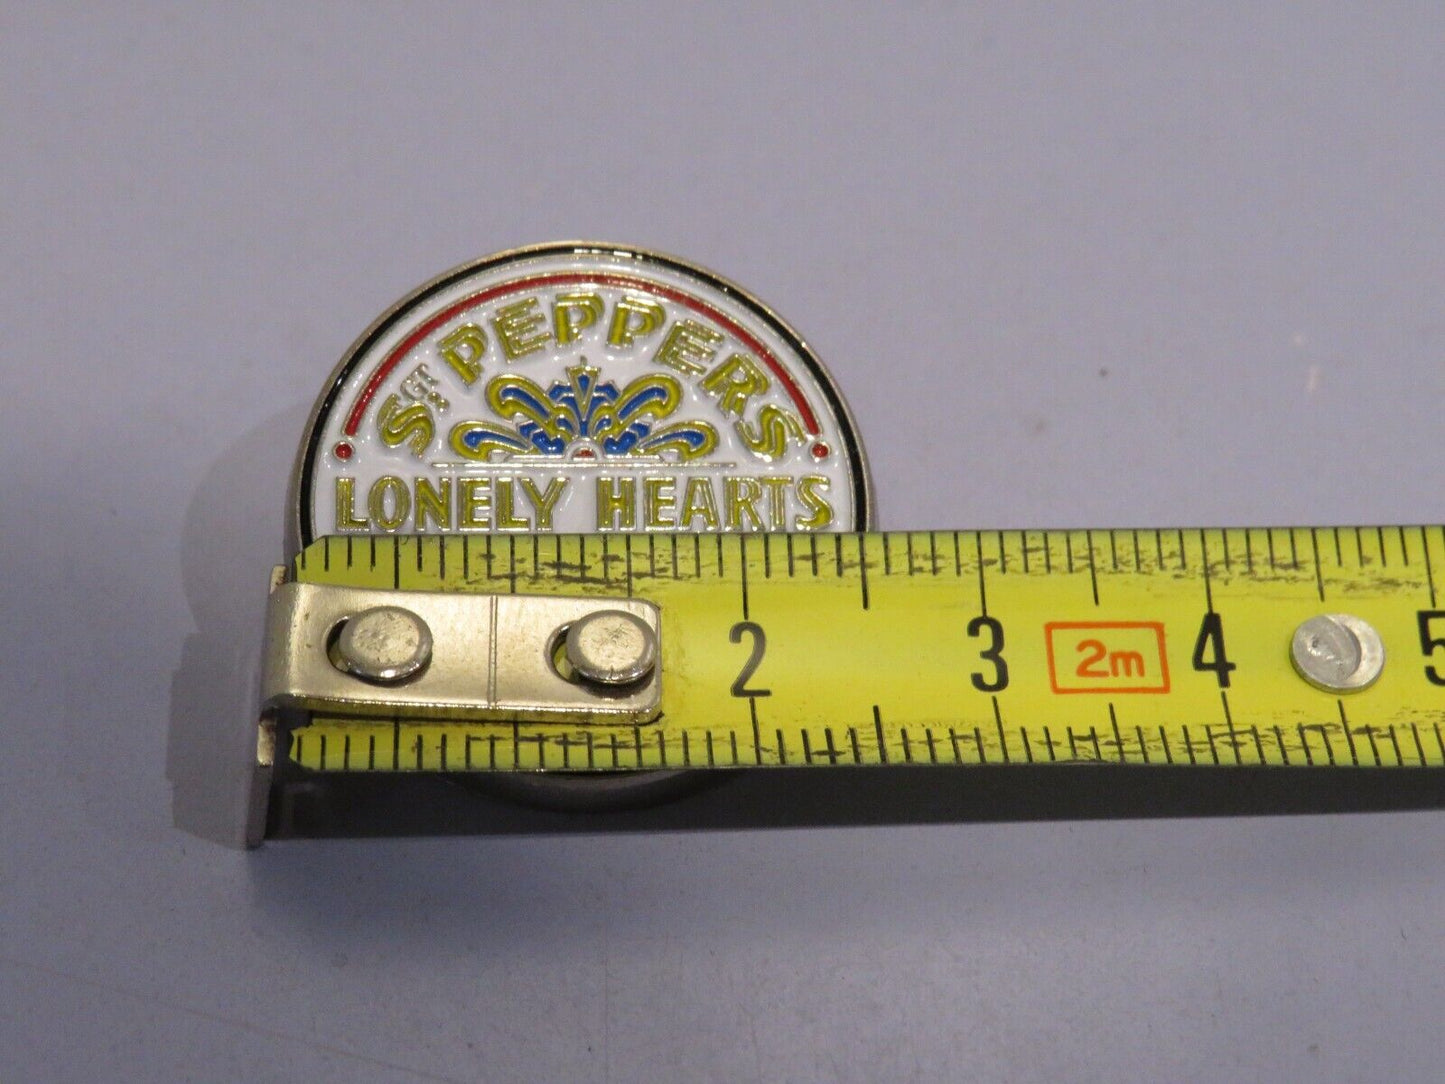 SGT. PEPPERS
LONELY HEARTS
2 3 2m 4 5